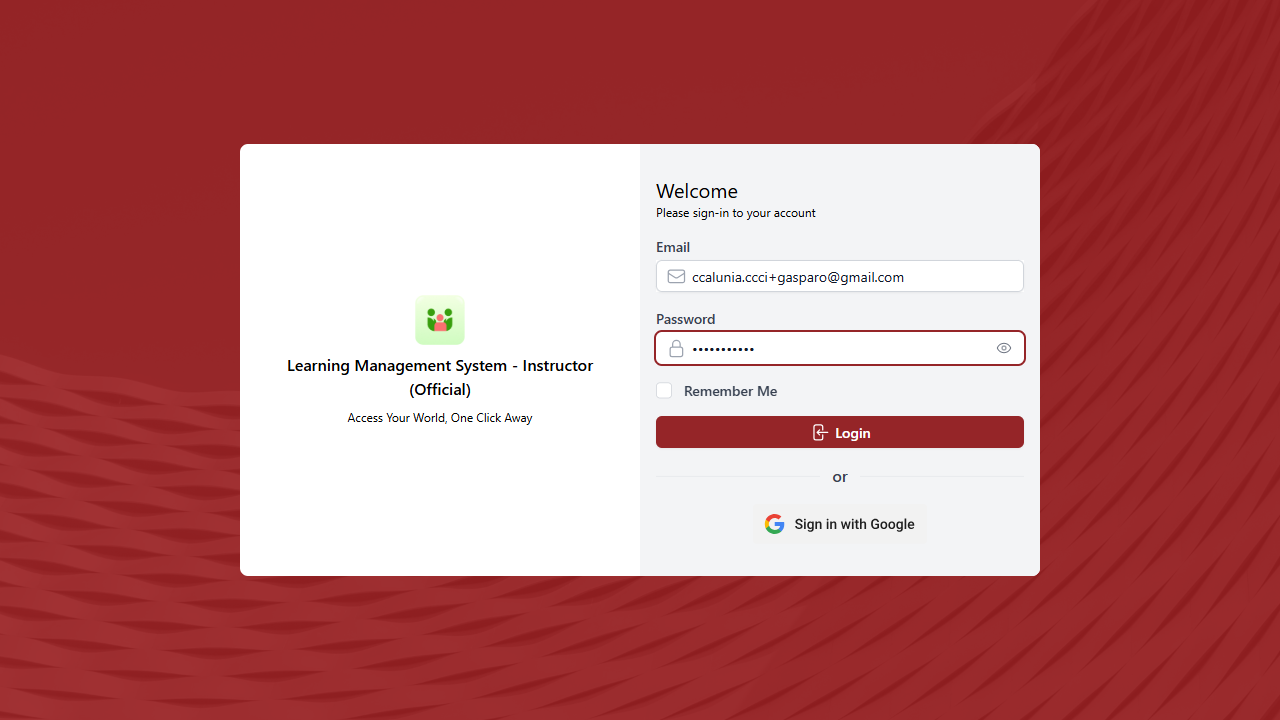 Learning Management System - Instructor
(Official)
Access Your World, One Click Away
Welcome
Please sign-in to your account
Email
ccalunia.ccci+gasparo@gmail.com
Password
•••••••••••
Remember Me
Login
or
Sign in with Google